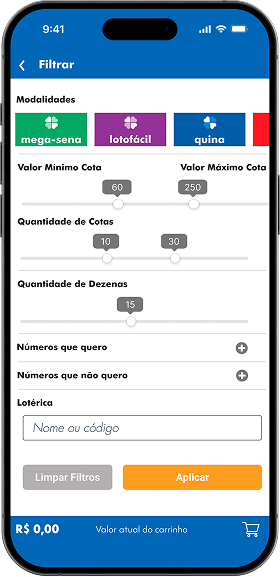 9:41
Filtrar
Modalidades
mega-sena lotofácil quina
Valor Mínimo Cota Valor Máximo Cota
60 250
Quantidade de Cotas
10 30
Quantidade de Dezenas
15
Números que quero
Números que não quero
Lotérica
Nome ou código
Limpar Filtros Aplicar
R$ 0,00 Valor atual do carrinho